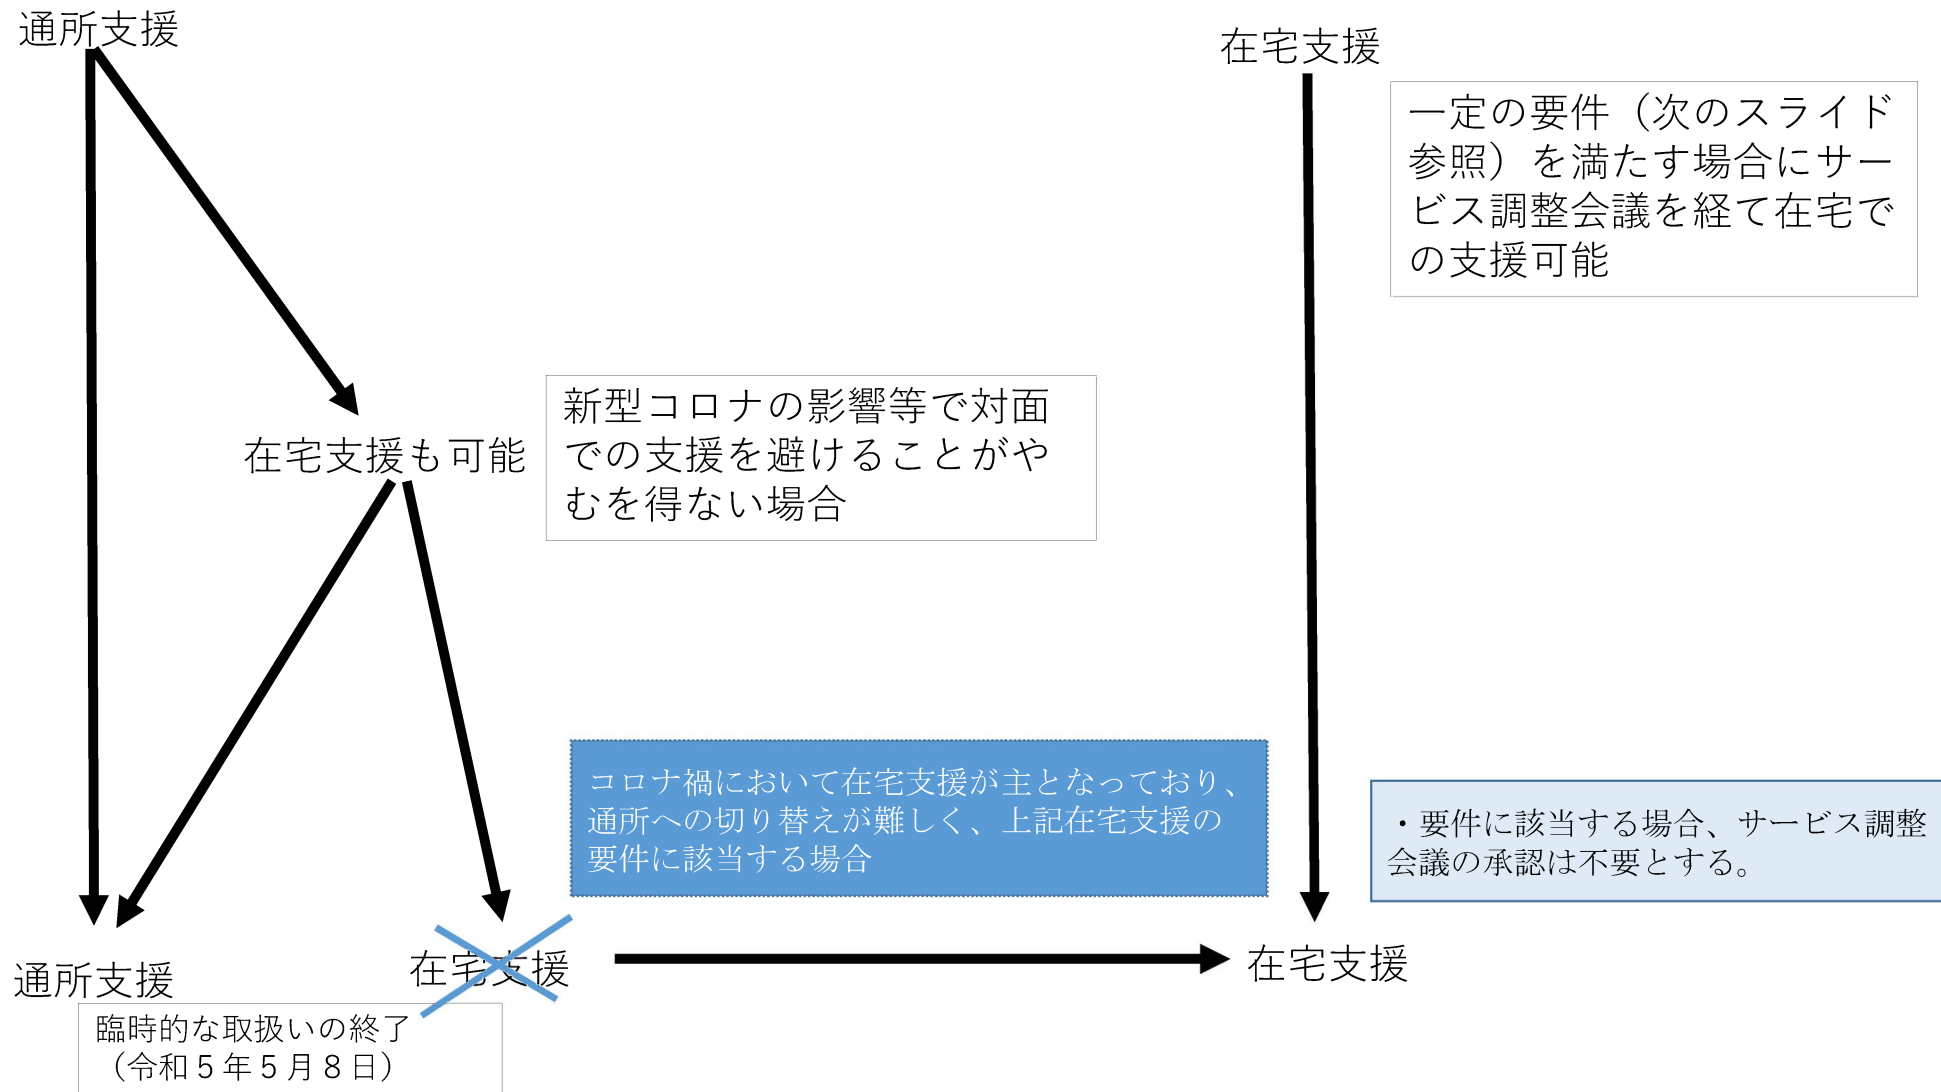 通所支援
在宅支援
一定の要件（次のスライド
参照）を満たす場合にサー
ビス調整会議を経て在宅で
の支援可能
在宅支援も可能
新型コロナの影響等で対面
での支援を避けることがや
むを得ない場合
コロナ禍において在宅支援が主となっており、
通所への切り替えが難しく、上記在宅支援の
要件に該当する場合
・要件に該当する場合、サービス調整
会議の承認は不要とする。
通所支援
在宅支援
在宅支援
臨時的な取扱いの終了
（令和５年５月８日）